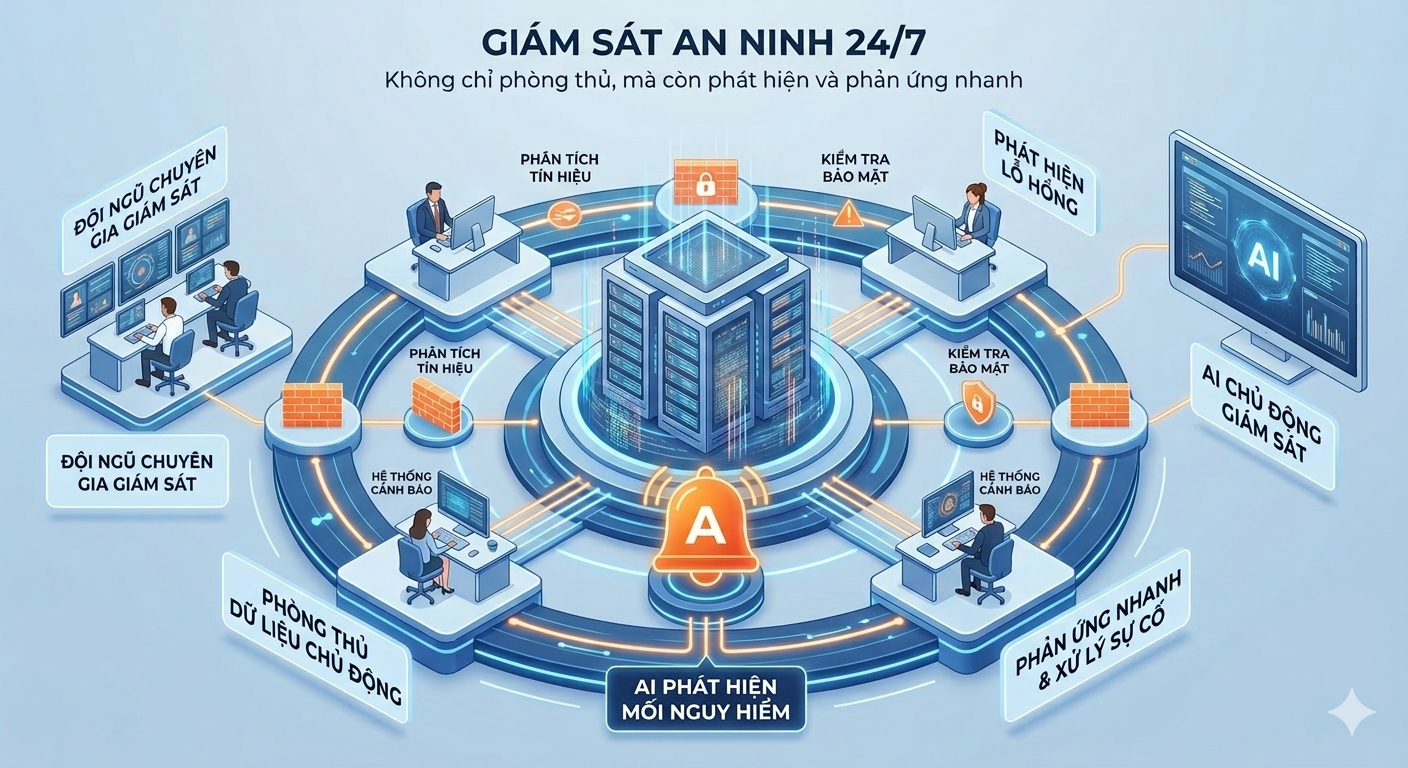 GIÁM SÁT AN NINH 24/7
Không chỉ phòng thủ, mà còn phát hiện và phản ứng nhanh
ĐỘI NGŨ CHUYÊN
GIA GIÁM SÁT
PHÂN TÍCH
TÍN HIỆU
KIỂM TRA
BẢO MẬT
PHÁT HIỆN
LỖ HỔNG
AI
PHÂN TÍCH
TÍN HIỆU
KIỂM TRA
BẢO MẬT
AI CHỦ ĐỘNG
GIÁM SÁT
ĐỘI NGŨ CHUYÊN
GIA GIÁM SÁT
HỆ THỐNG
CẢNH BÁO
A
HỆ THỐNG
CẢNH BÁO
PHÒNG THỦ
DỮ LIỆU CHỦ ĐỘNG
AI PHÁT HIỆN
MỐI NGUY HIỂM
PHẢN ỨNG NHANH
& XỬ LÝ SỰ CỐ